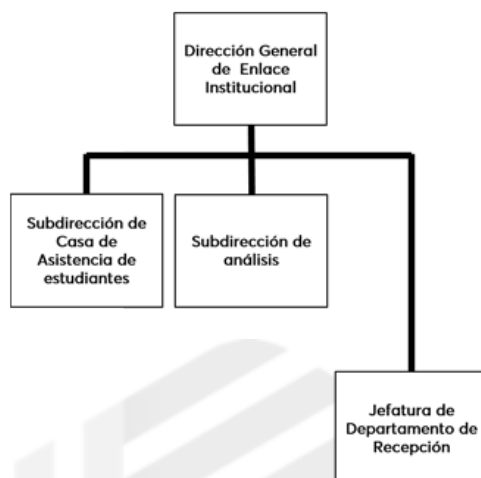 Dirección General
de Enlace
Institucional
Subdirección de
Casa de
Asistencia de
estudiantes
Subdirección de
análisis
Jefatura de
Departamento de
Recepción